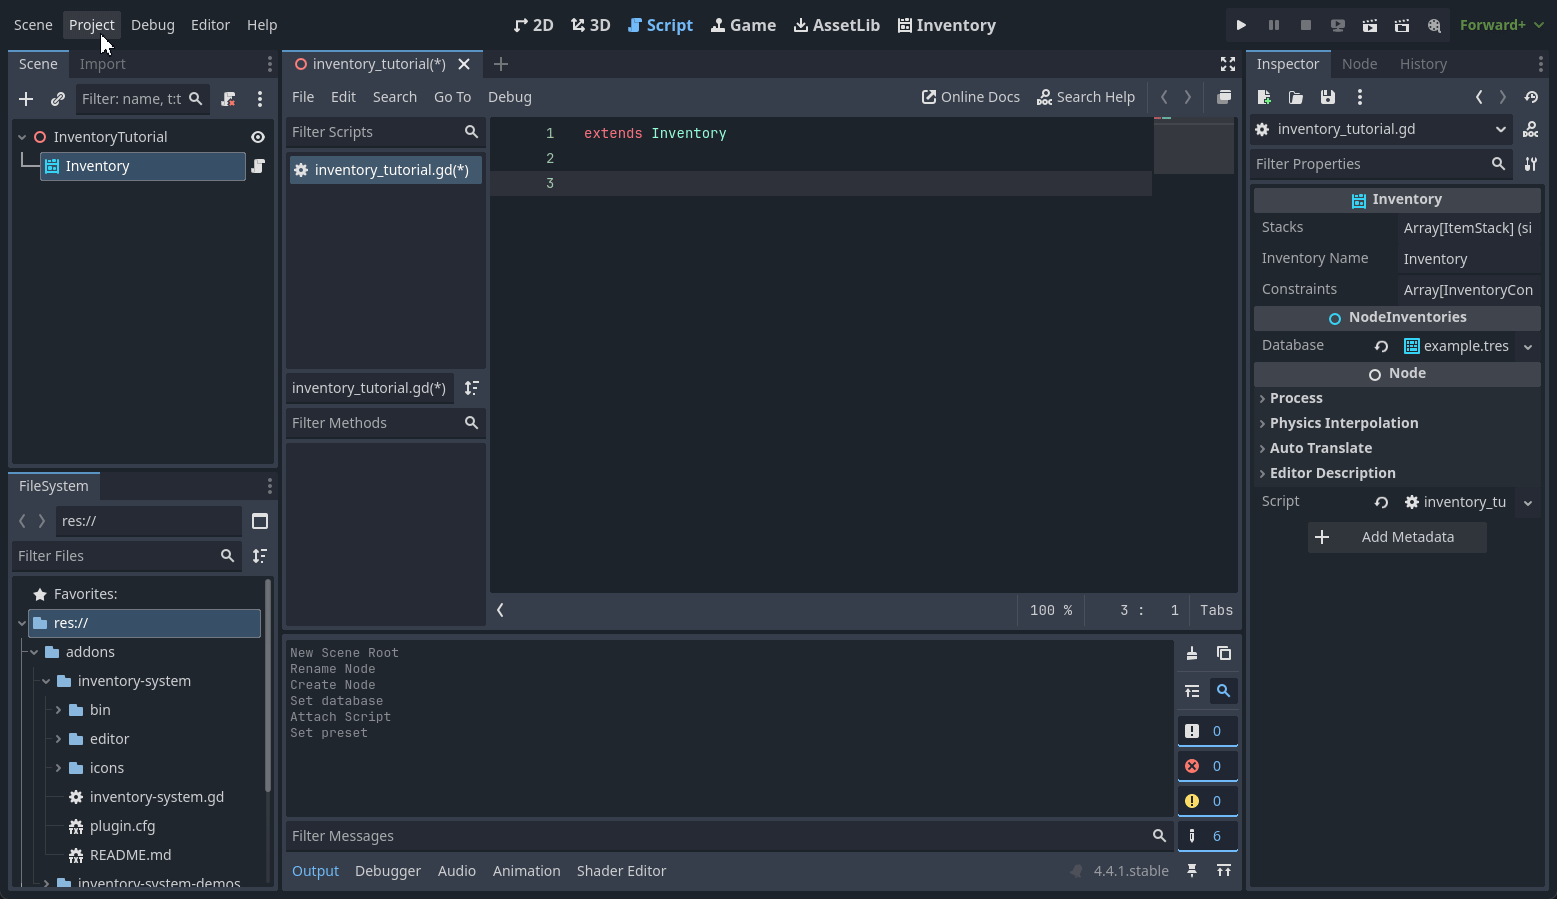 Scene Project Debug Editor Help
2D 3D Script Game AssetLib Inventory
Forward+
Scene Import
Filter: name, t:t
InventoryTutorial
Inventory
FileSystem
res://
Filter Files
Favorites:
res://
addons
inventory-system
bin
editor
icons
inventory-system.gd
plugin.cfg
README.md
inventory-system-demos
inventory_tutorial(*)
File Edit Search Go To Debug
Online Docs Search Help
Filter Scripts
inventory_tutorial.gd(*)
inventory_tutorial.gd(*)
Filter Methods
1 extends Inventory
2
3
100 % 3 : 1 Tabs
New Scene Root
Rename Node
Create Node
Set database
Attach Script
Set preset
0
0
0
6
Filter Messages
Output Debugger Audio Animation Shader Editor
4.4.1.stable
Inspector Node History
inventory_tutorial.gd
Filter Properties
Inventory
Stacks Array[ItemStack] (si
Inventory Name Inventory
Constraints Array[InventoryCon
NodeInventories
Database example.tres
Node
Process
Physics Interpolation
Auto Translate
Editor Description
Script inventory_tu
Add Metadata